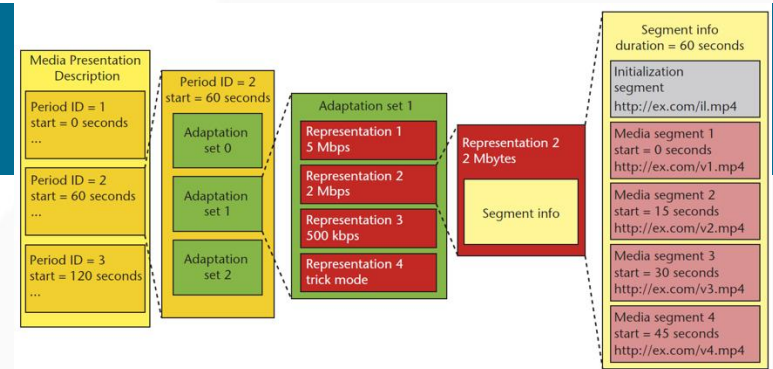 Media Presentation
Description
Period ID = 1
start = 0 seconds
...
Period ID = 2
start = 60 seconds
...
Period ID = 3
start = 120 seconds
...
Period ID = 2
start = 60 seconds
Adaptation
set 0
Adaptation
set 1
Adaptation
set 2
Adaptation set 1
Representation 1
5 Mbps
Representation 2
2 Mbps
Representation 3
500 kbps
Representation 4
trick mode
Representation 2
2 Mbytes
Segment info
Segment info
duration = 60 seconds
Initialization
segment
http://ex.com/il.mp4
Media segment 1
start = 0 seconds
http://ex.com/v1.mp4
Media segment 2
start = 15 seconds
http://ex.com/v2.mp4
Media segment 3
start = 30 seconds
http://ex.com/v3.mp4
Media segment 4
start = 45 seconds
http://ex.com/v4.mp4